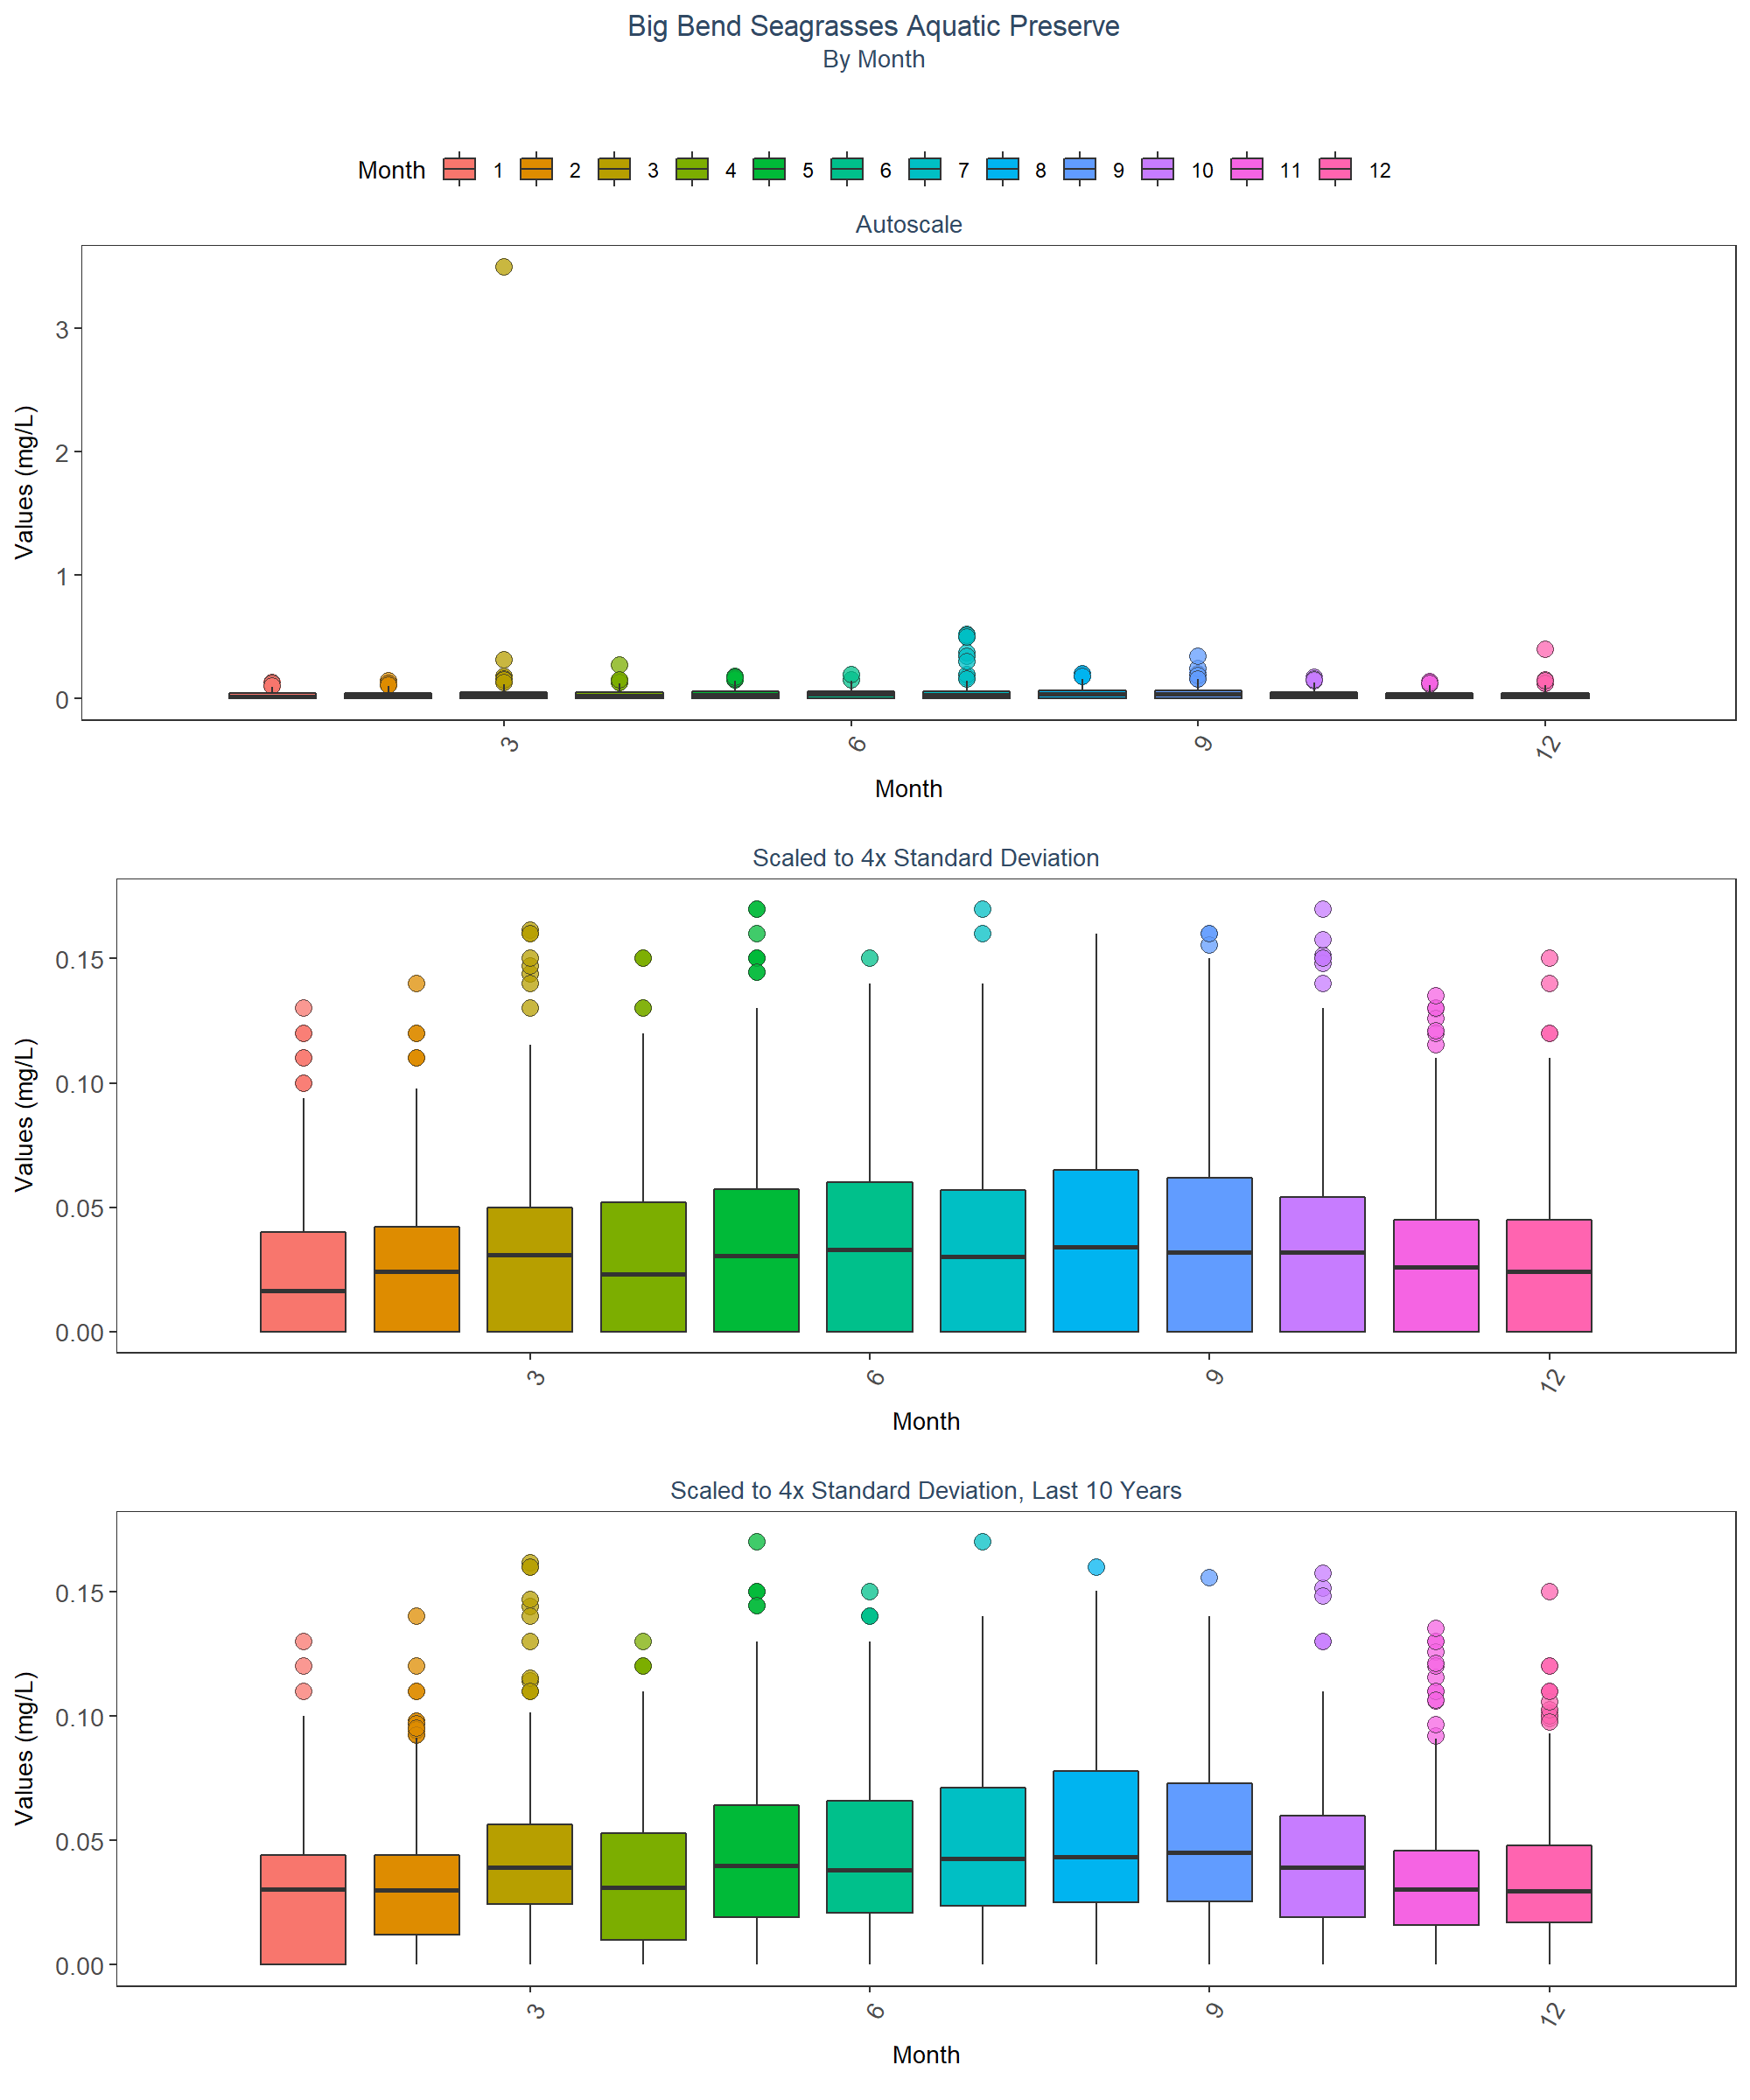 Big Bend Seagrasses Aquatic Preserve
By Month
Month 1 2 3 4 5 6 7 8 9 10 11 12
Autoscale
Values (mg/L)
3
2
1
0
3 6 9 12
Month
Scaled to 4x Standard Deviation
Values (mg/L)
0.15
0.10
0.05
0.00
3 6 9 12
Month
Scaled to 4x Standard Deviation, Last 10 Years
Values (mg/L)
0.15
0.10
0.05
0.00
3 6 9 12
Month